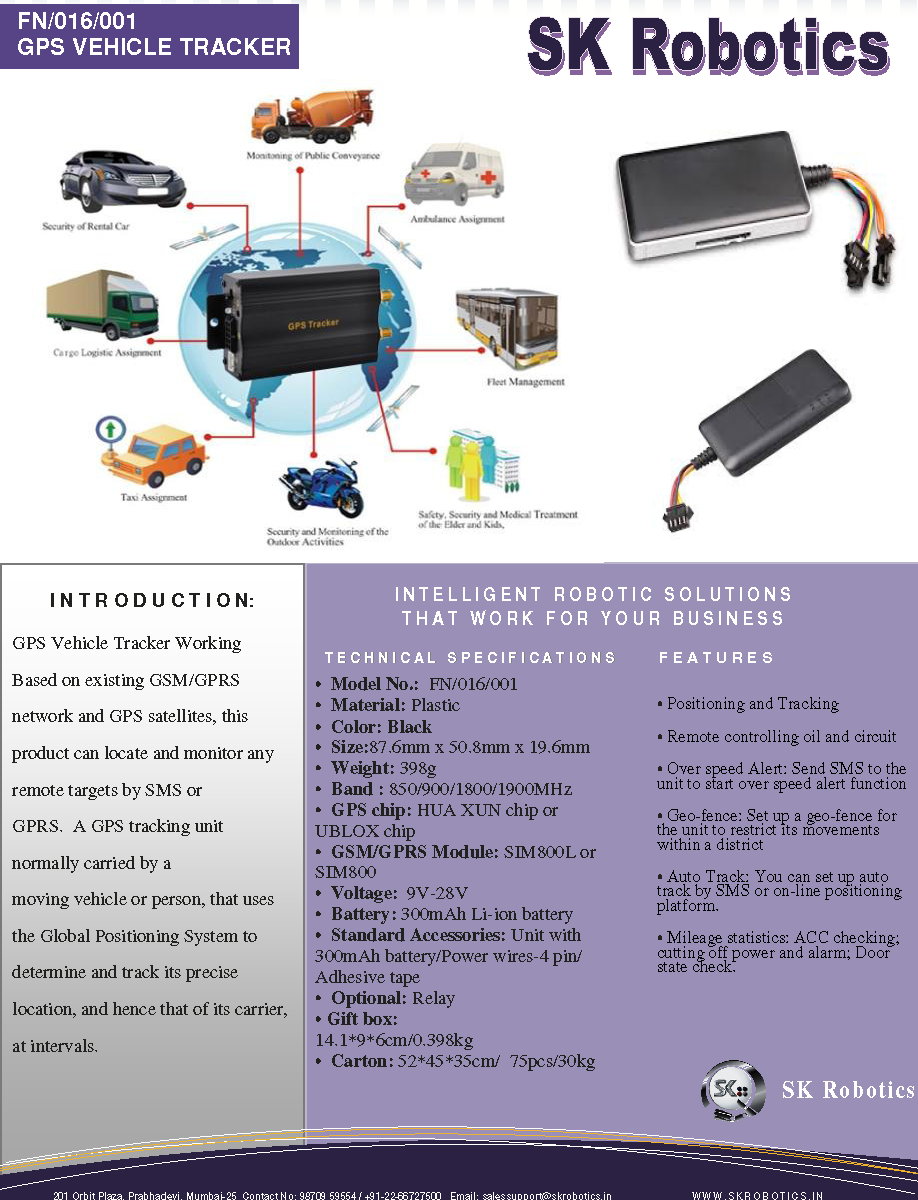 FN/016/001
GPS VEHICLE TRACKER
SK Robotics
Monitoring of Public Conveyance
Security of Rental Car
Ambulance Assignment
GPS Tracker
Cargo Logistic Assignment
Fleet Management
Taxi Assignment
Security and Monitoring of the
Outdoor Activities
Safety, Security and Medical Treatment
of the Elder and Kids,
INTRODUCTION:
GPS Vehicle Tracker Working
Based on existing GSM/GPRS
network and GPS satellites, this
product can locate and monitor any
remote targets by SMS or
GPRS. A GPS tracking unit
normally carried by a
moving vehicle or person, that uses
the Global Positioning System to
determine and track its precise
location, and hence that of its carrier,
at intervals.
INTELLIGENT ROBOTIC SOLUTIONS
THAT WORK FOR YOUR BUSINESS
TECHNICAL SPECIFICATIONS
• Model No.: FN/016/001
• Material: Plastic
• Color: Black
• Size:87.6mm x 50.8mm x 19.6mm
• Weight: 398g
• Band : 850/900/1800/1900MHz
• GPS chip: HUA XUN chip or
UBLOX chip
• GSM/GPRS Module: SIM800L or
SIM800
• Voltage: 9V-28V
• Battery: 300mAh Li-ion battery
• Standard Accessories: Unit with
300mAh battery/Power wires-4 pin/
Adhesive tape
• Optional: Relay
• Gift box:
14.1*9*6cm/0.398kg
• Carton: 52*45*35cm/ 75pcs/30kg
FEATURES
• Positioning and Tracking
• Remote controlling oil and circuit
• Over speed Alert: Send SMS to the
unit to start over speed alert function
• Geo-fence: Set up a geo-fence for
the unit to restrict its movements
within a district
• Auto Track: You can set up auto
track by SMS or on-line positioning
platform.
• Mileage statistics: ACC checking;
cutting off power and alarm; Door
state check.
SK
SK Robotics
201 Orbit Plaza, Prabhadevi, Mumbai-25 Contact No: 98709 59554 / +91-22-66727500 Email: salessupport@skrobotics.in
WWW.SKROBOTICS.IN